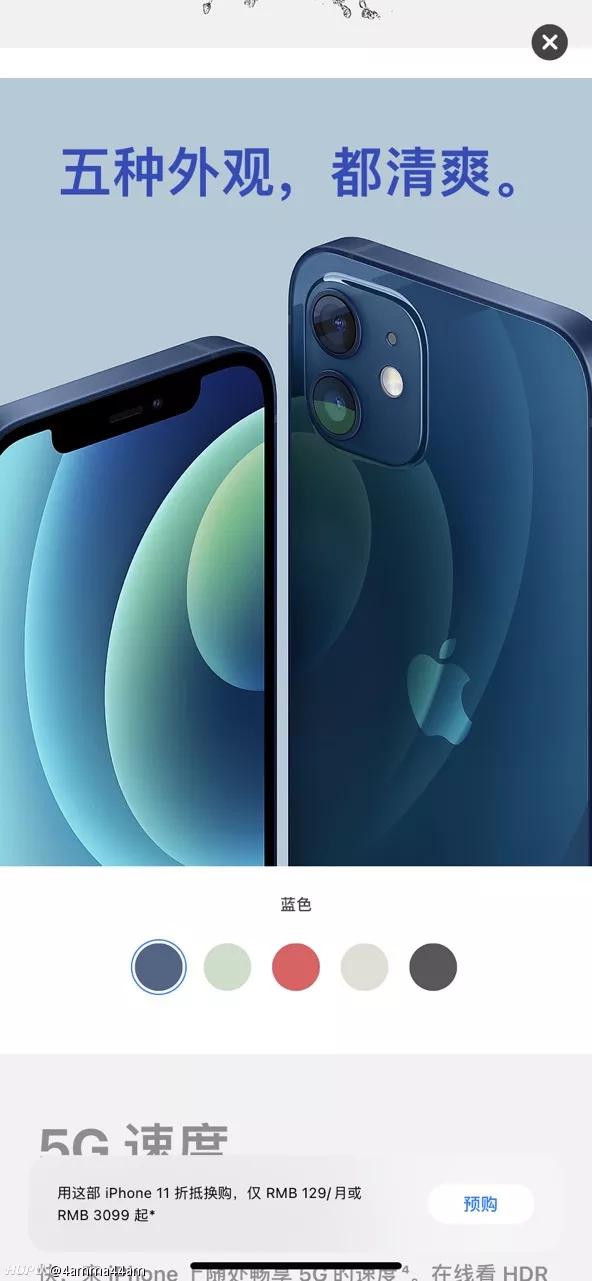 五种外观，都清爽。
蓝色
5G 速度
用这部 iPhone 11 折抵换购，仅 RMB 129/月或
RMB 3099 起*
预购
快，来 iPhone 上随处畅享 5G 的速度⁴。在线看 HDR
HUPU @4amma44am